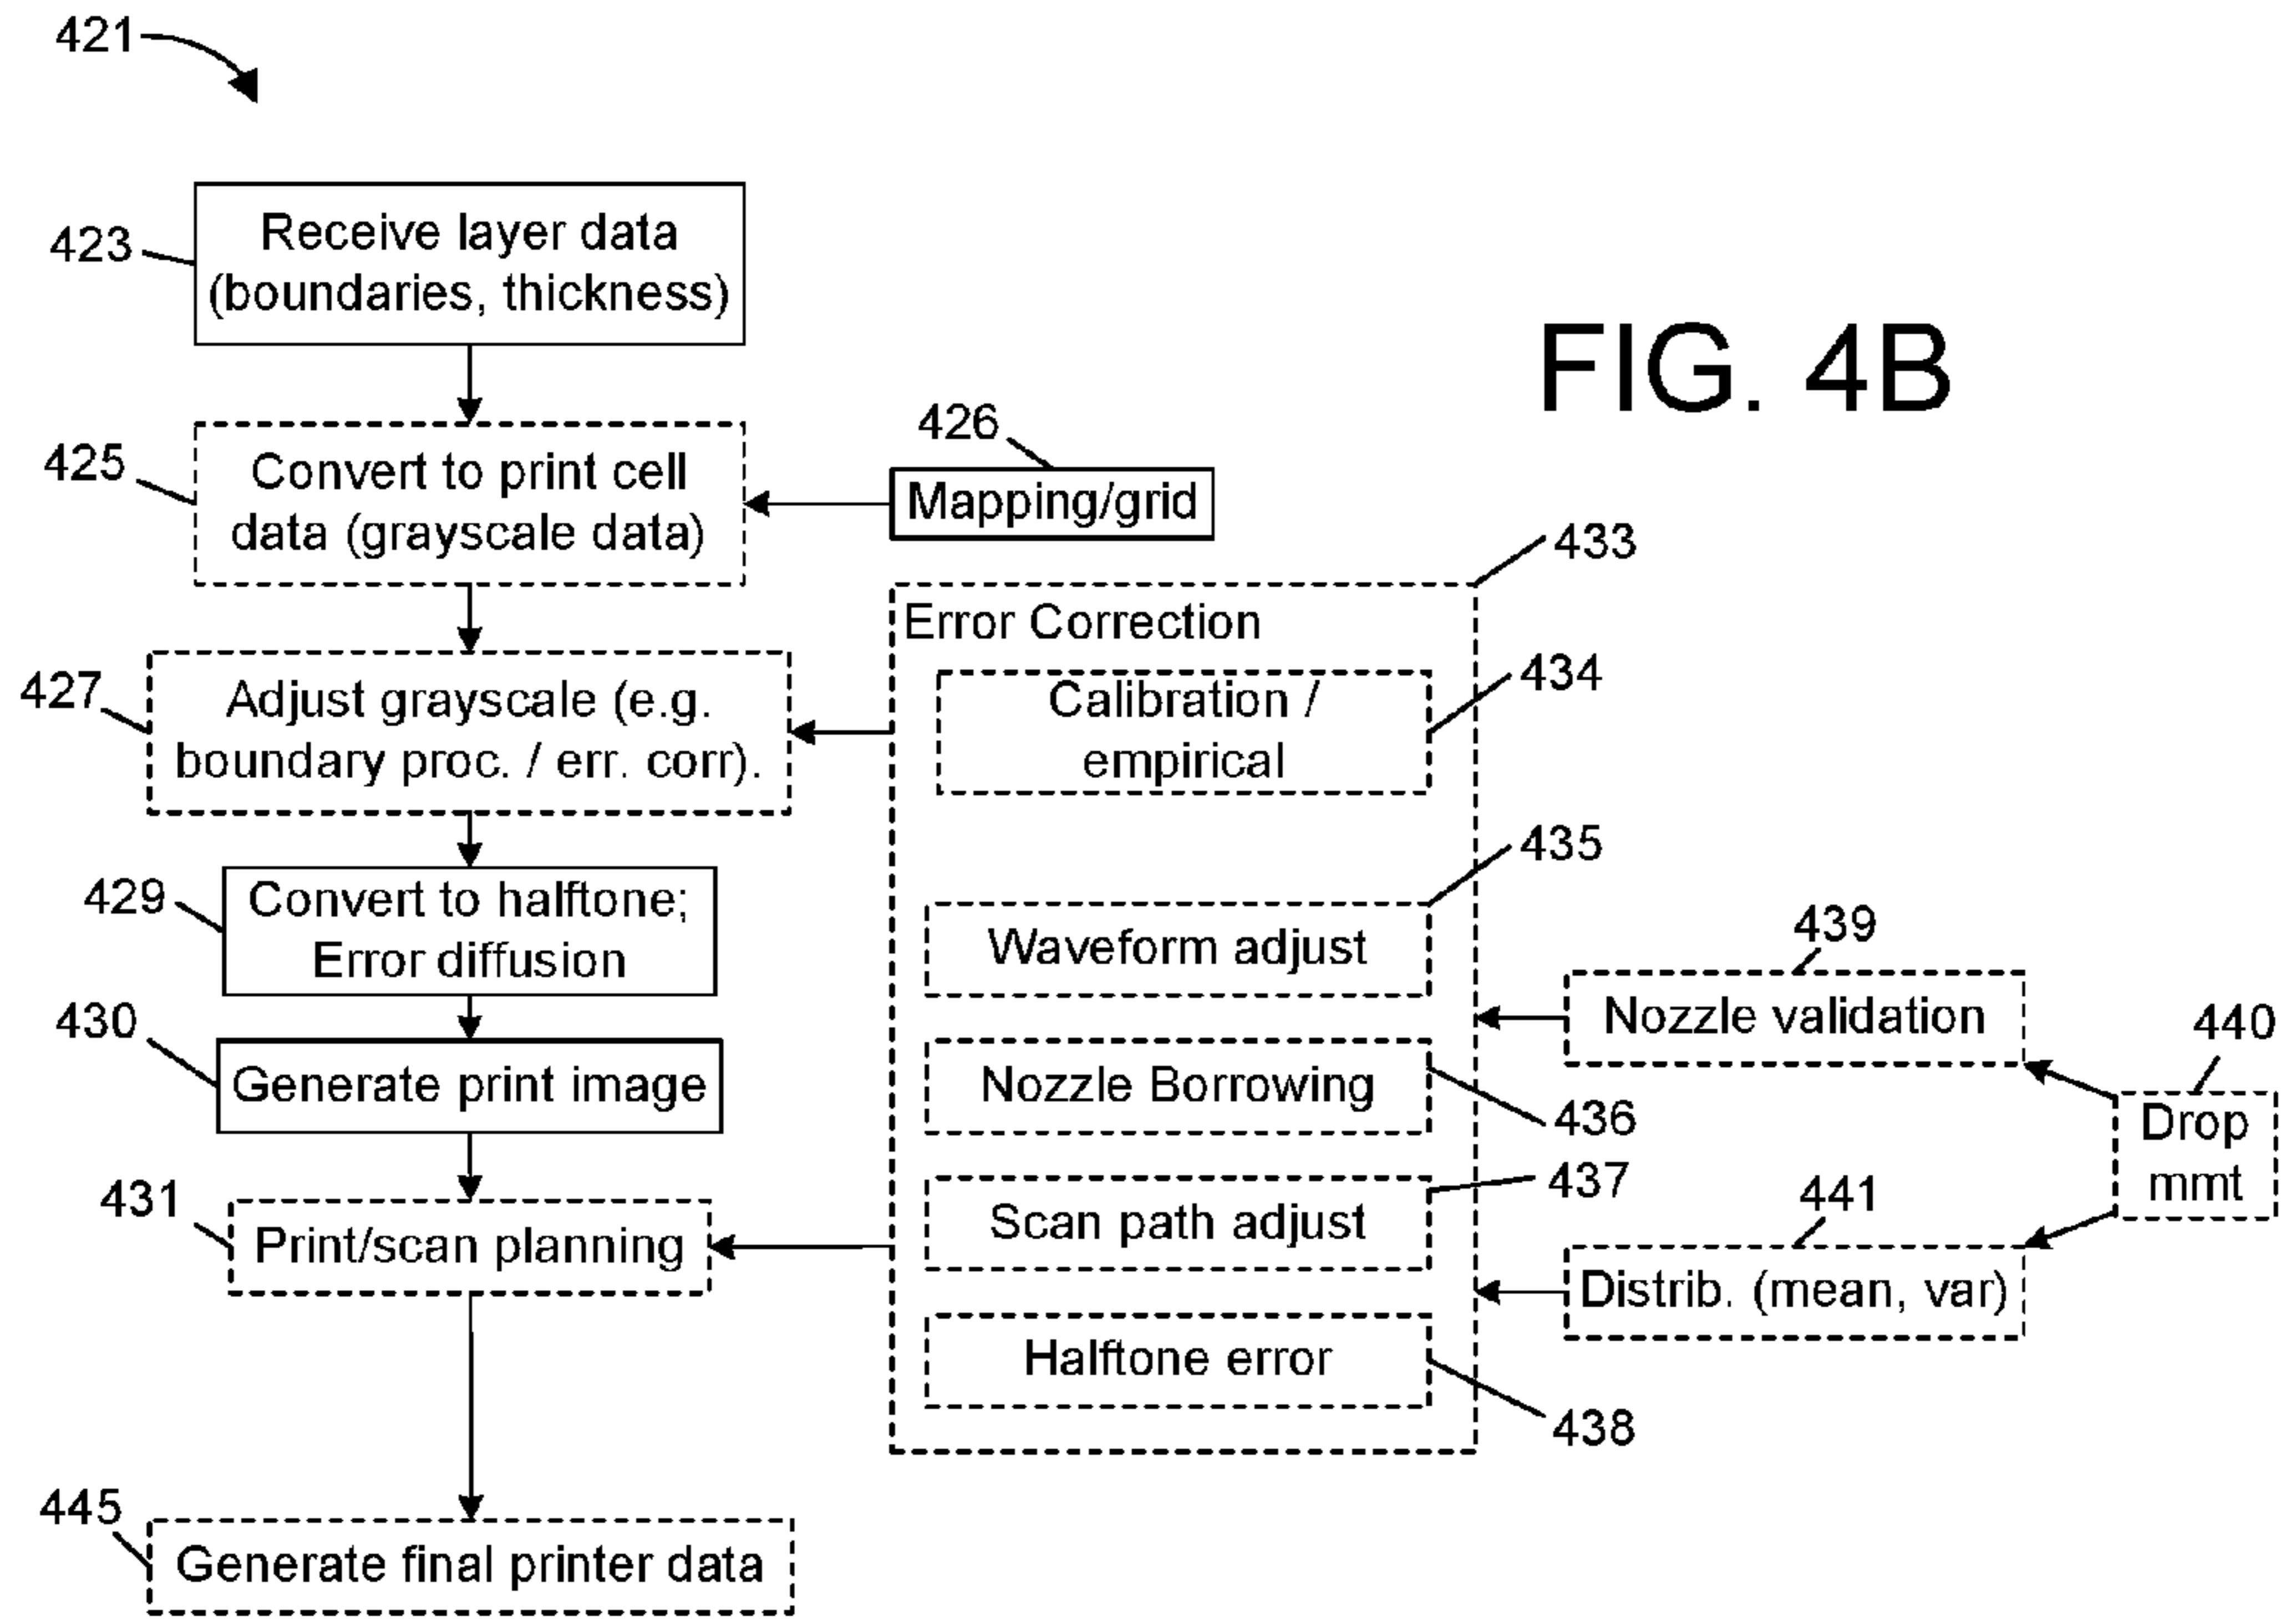 421
423
Receive layer data
(boundaries, thickness)
FIG. 4B
425
Convert to print cell
data (grayscale data)
426
Mapping/grid
433
Error Correction
427
Adjust grayscale (e.g.
boundary proc. / err. corr).
434
Calibration /
empirical
435
Waveform adjust
429
Convert to halftone;
Error diffusion
439
Nozzle validation
430
Generate print image
Nozzle Borrowing
436
440
Drop
mmt
431
Print/scan planning
437
Scan path adjust
441
Distrib. (mean, var)
Halftone error
438
445
Generate final printer data